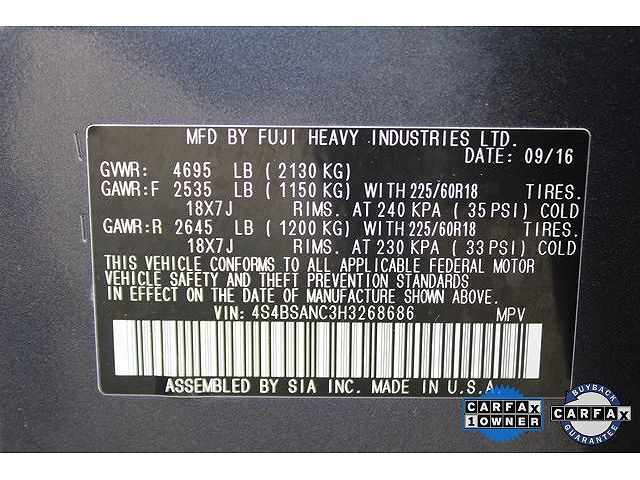 MFD BY FUJI HEAVY INDUSTRIES LTD.
DATE: 09/16
GVWR: 4695 LB ( 2130 KG)
GAWR:F 2535 LB ( 1150 KG) WITH 225/60R18 TIRES.
18X7J RIMS. AT 240 KPA ( 35 PSI) COLD
GAWR:R 2645 LB ( 1200 KG) WITH 225/60R18 TIRES.
18X7J RIMS. AT 230 KPA ( 33 PSI) COLD
THIS VEHICLE CONFORMS TO ALL APPLICABLE FEDERAL MOTOR
VEHICLE SAFETY AND THEFT PREVENTION STANDARDS
IN EFFECT ON THE DATE OF MANUFACTURE SHOWN ABOVE.
VIN: 4S4BSANC3H3268686 MPV
ASSEMBLED BY SIA INC. MADE IN U.S.A
CARFAX
1 OWNER
BUYBACK
CARFAX
GUARANTEE